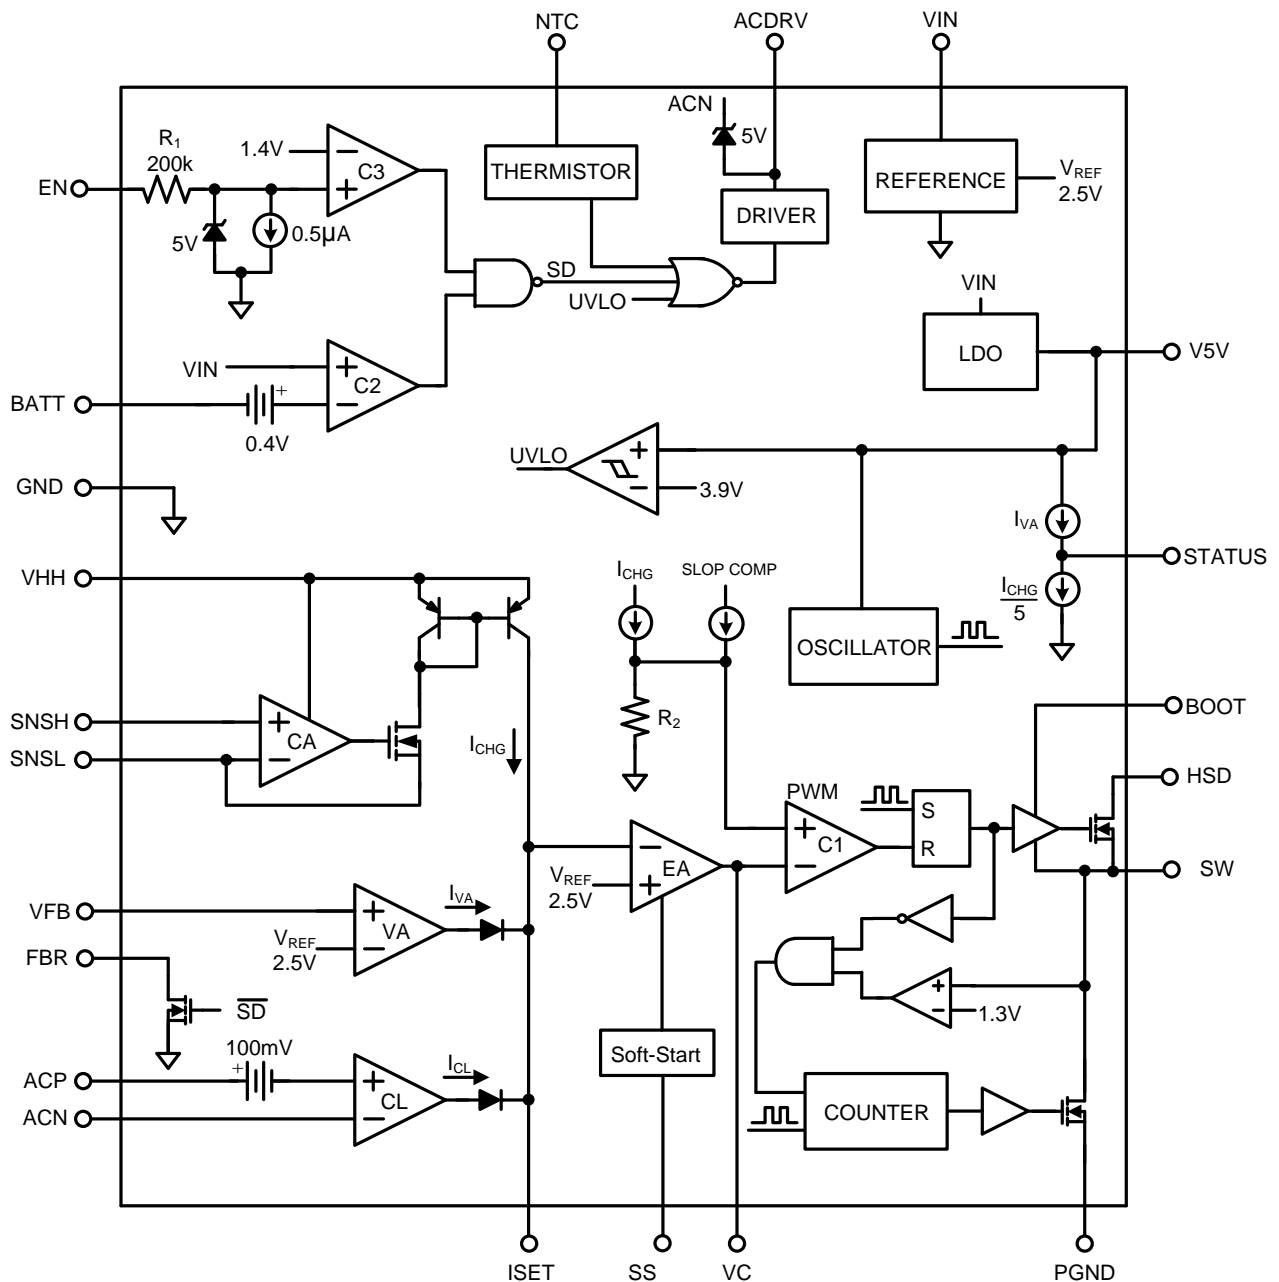 NTC
ACDRV
VIN
ACN
5V
R1
200k
1.4V
−
+
C3
EN
5V
0.5µA
THERMISTOR
DRIVER
REFERENCE
VREF
2.5V
SD
UVLO
VIN
LDO
V5V
VIN
+
−
C2
BATT
+
0.4V
UVLO
+
−
3.9V
GND
IVA
STATUS
ICHG
5
VHH
ICHG
SLOP COMP
OSCILLATOR
R2
SNSH
SNSL
+
−
CA
ICHG
BOOT
HSD
PWM
+
−
C1
S
R
SW
−
+
EA
VREF
2.5V
VFB
+
−
VA
IVA
VREF
2.5V
FBR
SD
+
−
1.3V
100mV
+
ACP
ACN
+
−
CL
ICL
Soft-Start
COUNTER
ISET
SS
VC
PGND